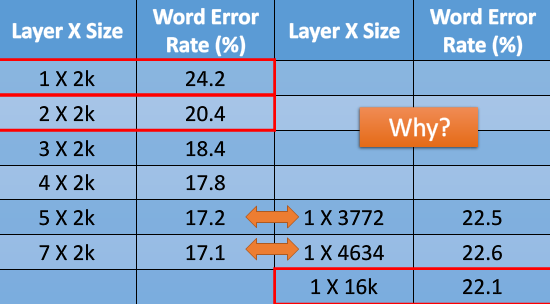 Layer X Size Word Error Rate (%) Layer X Size Word Error Rate (%)
1 X 2k 24.2
2 X 2k 20.4
Why?
3 X 2k 18.4
4 X 2k 17.8
5 X 2k 17.2 1 X 3772 22.5
7 X 2k 17.1 1 X 4634 22.6
1 X 16k 22.1